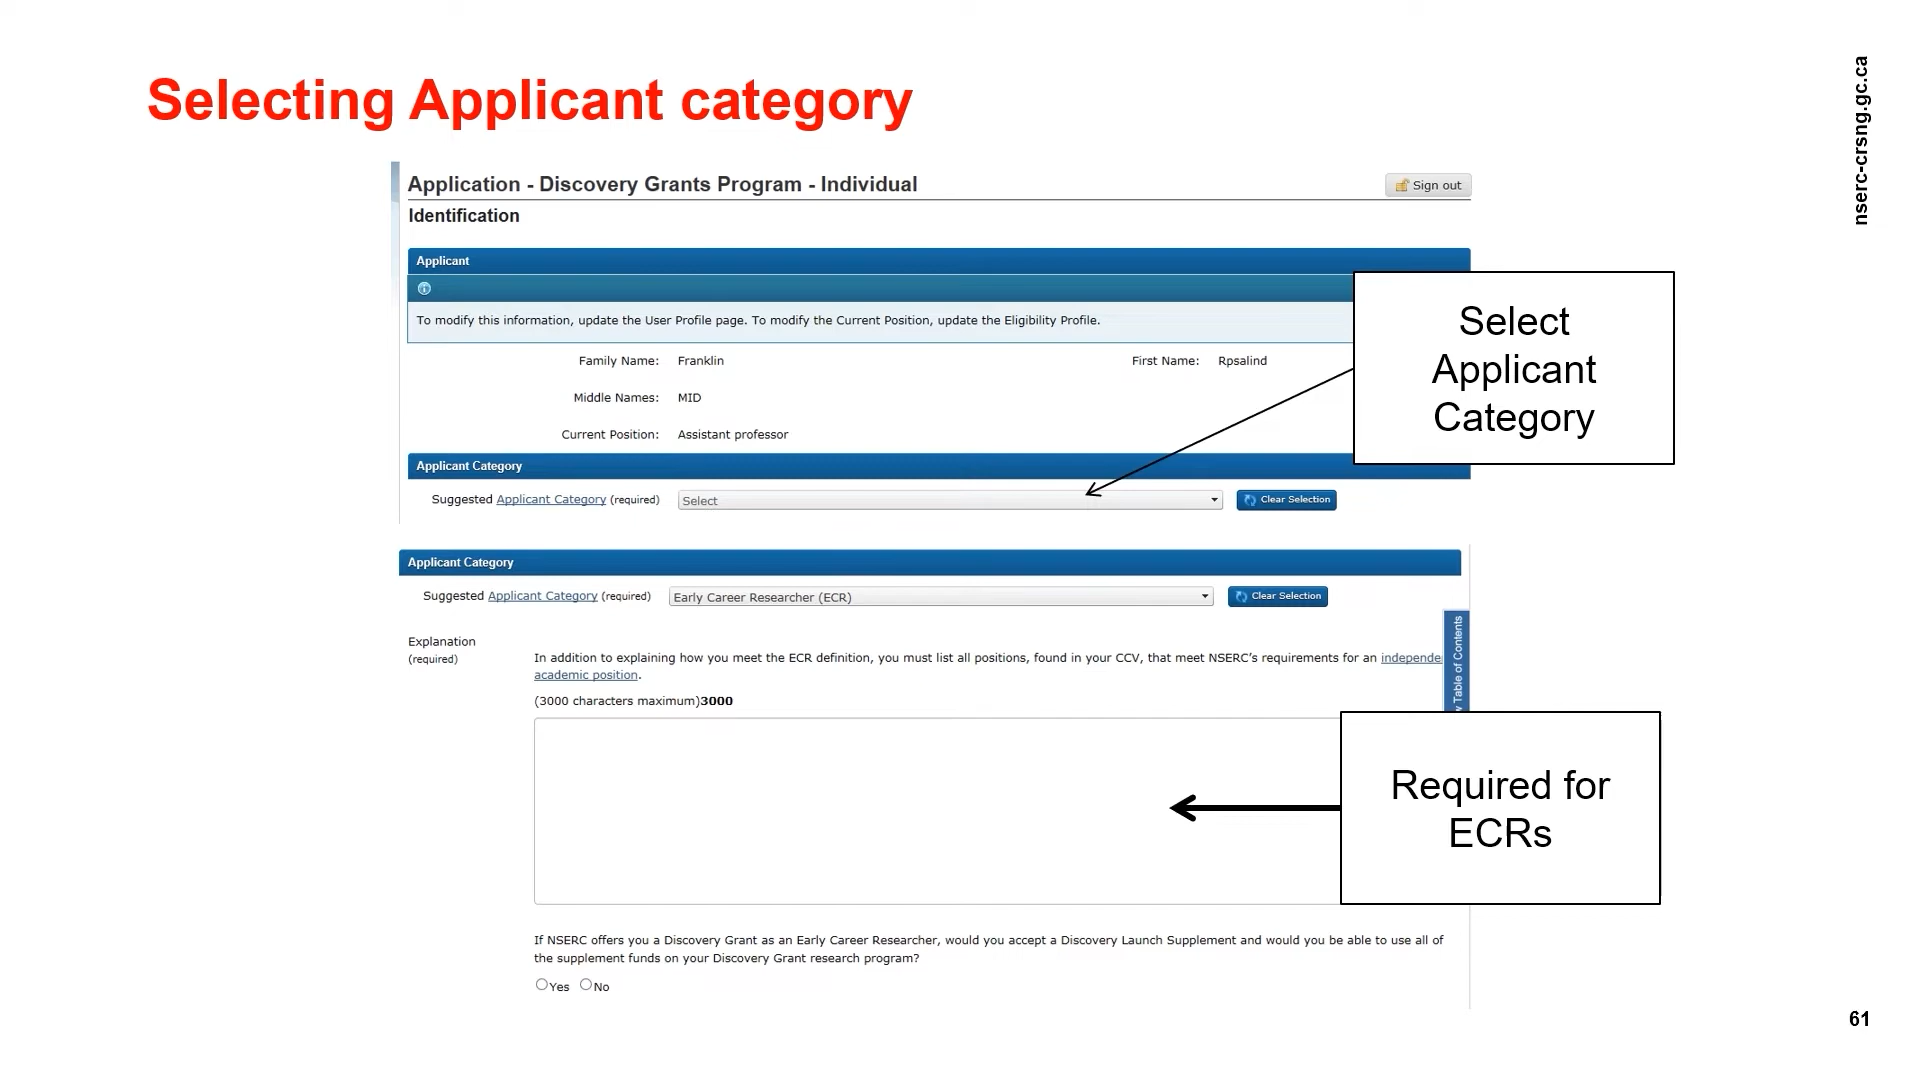 Selecting Applicant category
nserc-crsng.gc.ca
Application - Discovery Grants Program - Individual
Sign out
Identification
Applicant
To modify this information, update the User Profile page. To modify the Current Position, update the Eligibility Profile.
Family Name: Franklin
First Name: Rpsalind
Middle Names: MID
Current Position: Assistant professor
Select
Applicant
Category
Applicant Category
Suggested Applicant Category (required) Select Clear Selection
Applicant Category
Suggested Applicant Category (required) Early Career Researcher (ECR) Clear Selection
Explanation
(required)
In addition to explaining how you meet the ECR definition, you must list all positions, found in your CCV, that meet NSERC's requirements for an
academic position.
(3000 characters maximum)3000
Table of Contents
Required for
ECRs
If NSERC offers you a Discovery Grant as an Early Career Researcher, would you accept a Discovery Launch Supplement and would you be able to use all of
the supplement funds on your Discovery Grant research program?
Yes No
61